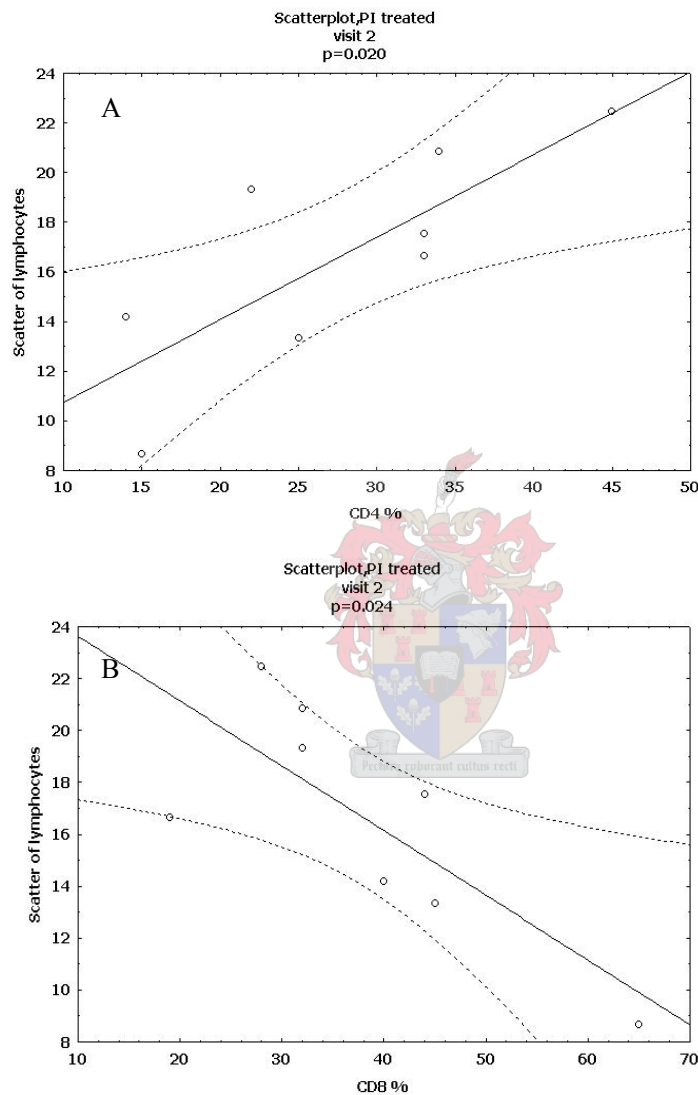 Scatterplot,PI treated
visit 2
p=0.020
A
24
22
20
18
16
14
12
10
8
Scatter of lymphocytes
10 15 20 25 30 35 40 45 50
CD4 %
Scatterplot,PI treated
visit 2
p=0.024
B
24
22
20
18
16
14
12
10
8
Scatter of lymphocytes
Pectora roborant cultus recti
10 20 30 40 50 60 70
CD8 %